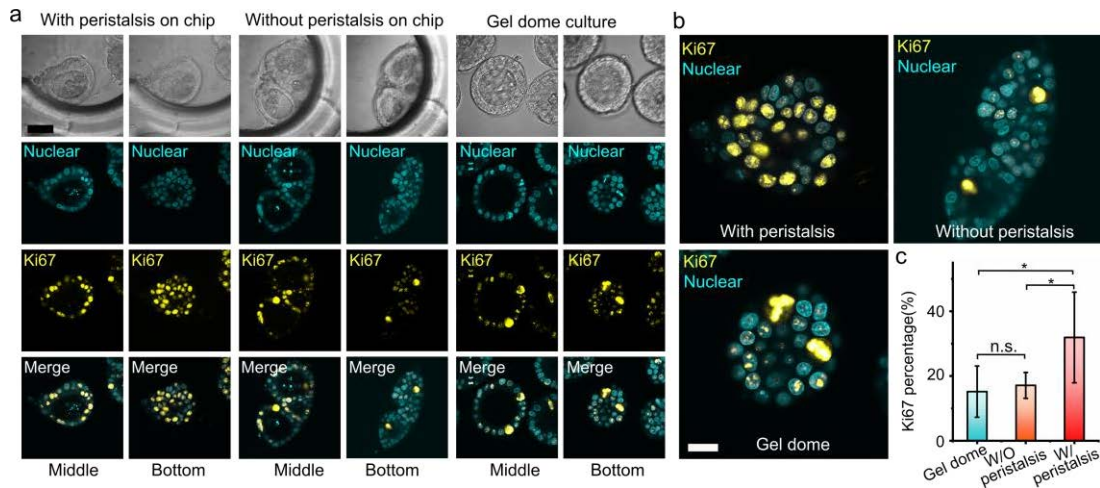 a
With peristalsis on chip
Without peristalsis on chip
Gel dome culture
Nuclear
Nuclear
Nuclear
Nuclear
Nuclear
Nuclear
Ki67
Ki67
Ki67
Ki67
Ki67
Ki67
Merge
Merge
Merge
Merge
Merge
Merge
Middle
Bottom
Middle
Bottom
Middle
Bottom
b
Ki67
Nuclear
With peristalsis
Ki67
Nuclear
Without peristalsis
Ki67
Nuclear
Gel dome
c
Ki67 percentage(%)
40
20
0
*
*
n.s.
Gel dome
W/O
peristalsis
W/
peristalsis